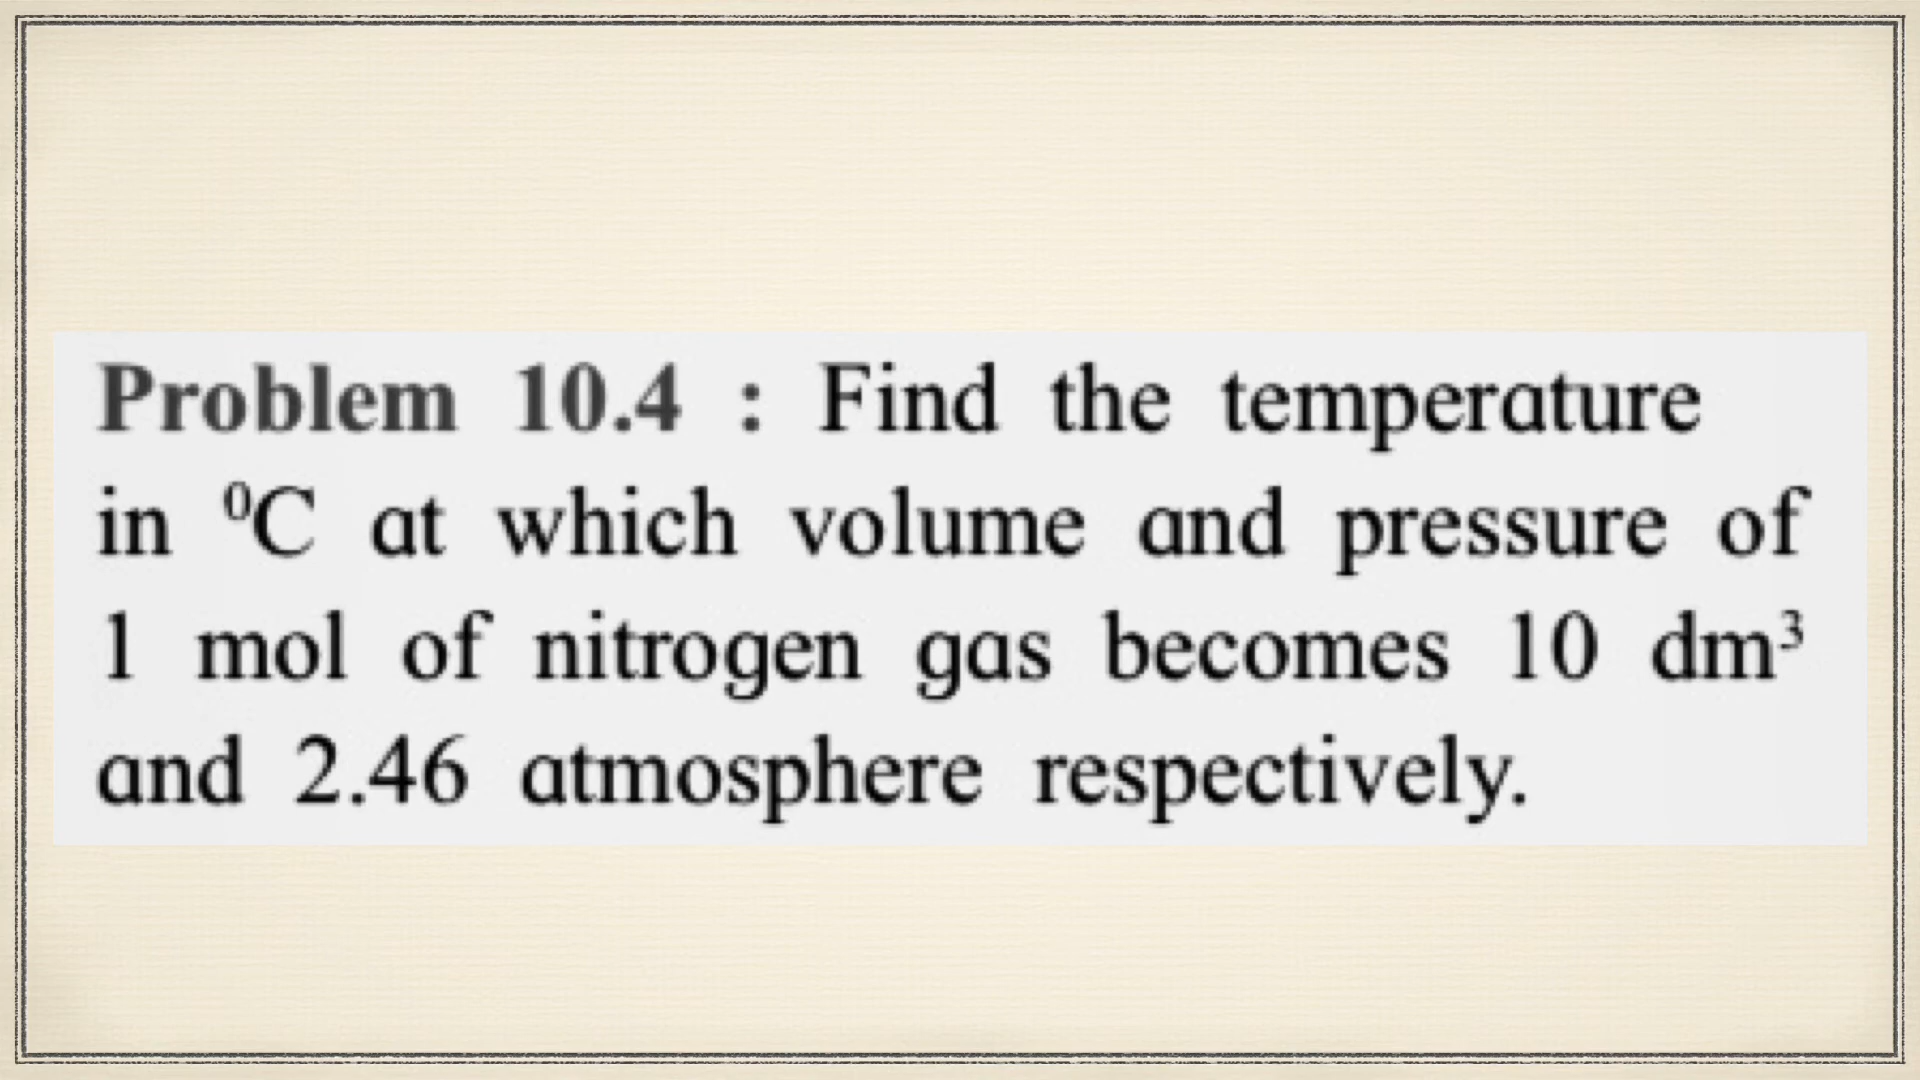 Problem 10.4 : Find the temperature
in ⁰C at which volume and pressure of
1 mol of nitrogen gas becomes 10 dm³
and 2.46 atmosphere respectively.